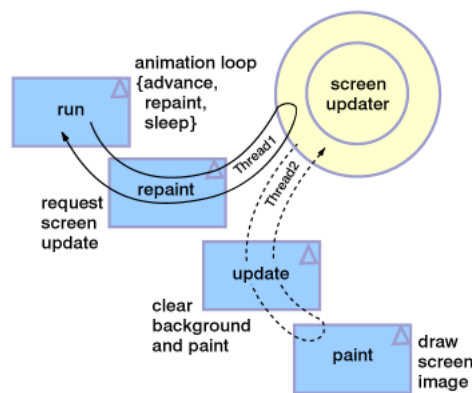 animation loop
{advance,
repaint,
sleep}
run
screen
updater
Thread1
Thread2
repaint
request
screen
update
update
clear
background
and paint
paint
draw
screen
image